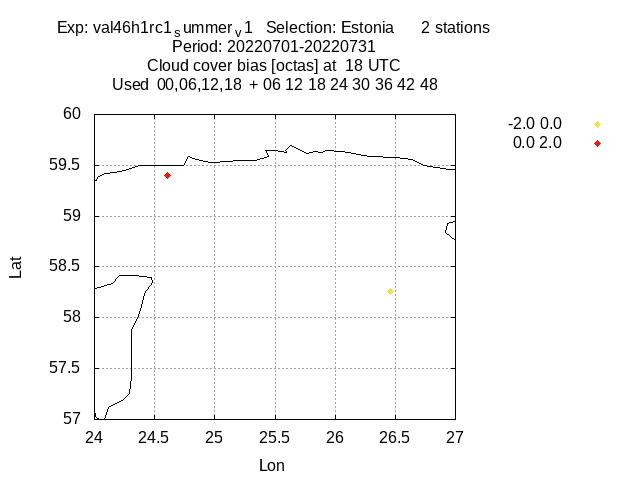 Exp: val46h1rc1summerv1 Selection: Estonia 2 stations
Period: 20220701-20220731
Cloud cover bias [octas] at 18 UTC
Used 00,06,12,18 + 06 12 18 24 30 36 42 48
60
59.5
59
58.5
58
57.5
57
24
24.5
25
25.5
26
26.5
27
Lat
Lon
-2.0 0.0
0.0 2.0